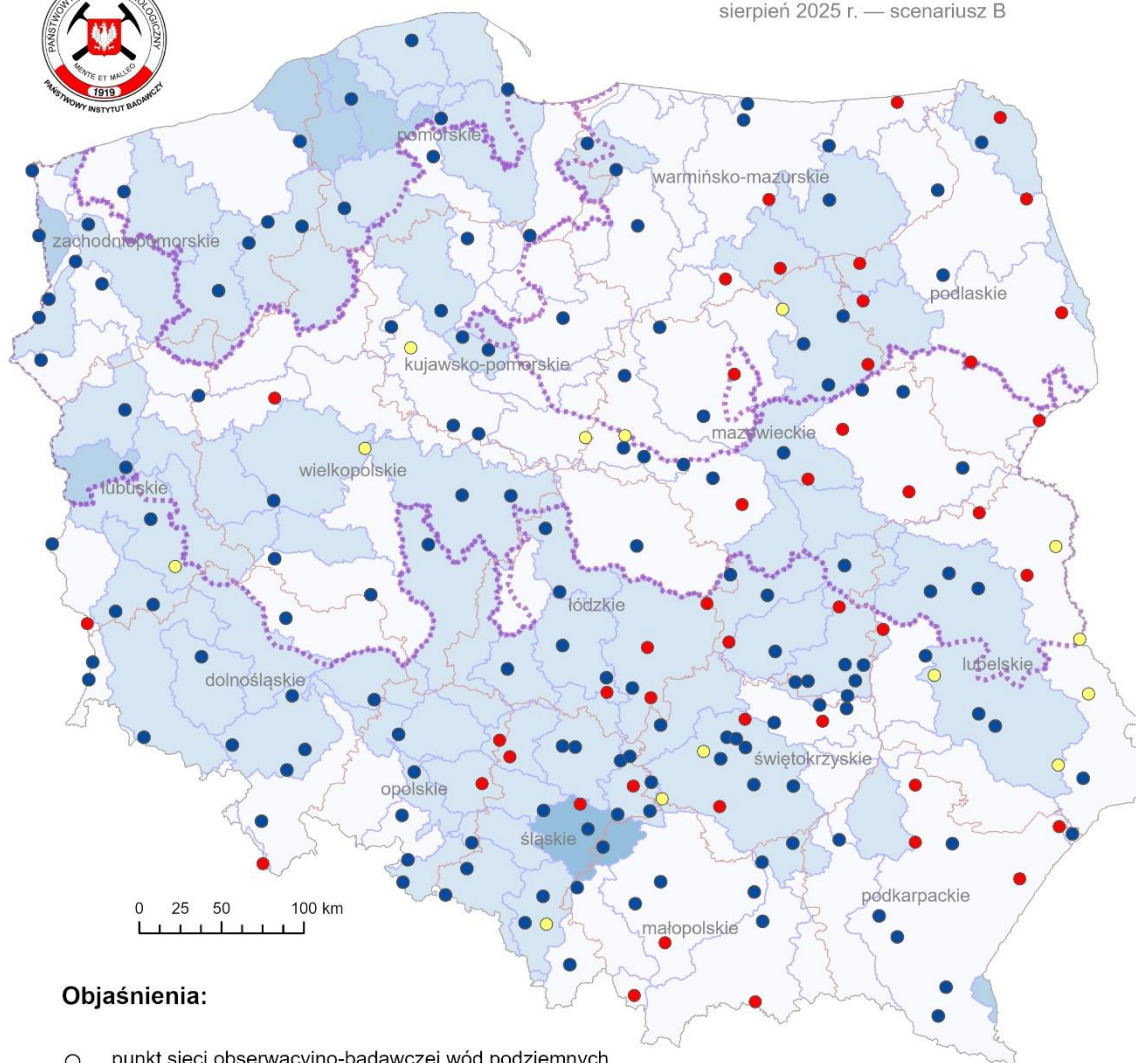 sierpień 2025 r. — scenariusz B
MENTE ET MALLEO
1919
PAŃSTWOWY INSTYTUT BADAWCZY
pomorskie
warmińsko-mazurskie
zachodniopomorskie
podlaskie
kujawsko-pomorskie
mazowieckie
wielkopolskie
lubuskie
łódzkie
lubelskie
dolnośląskie
świętokrzyskie
opolskie
śląskie
podkarpackie
małopolskie
0 25 50 100 km
Objaśnienia:
punkt sieci obserwacyjno-badawczej wód podziemnych